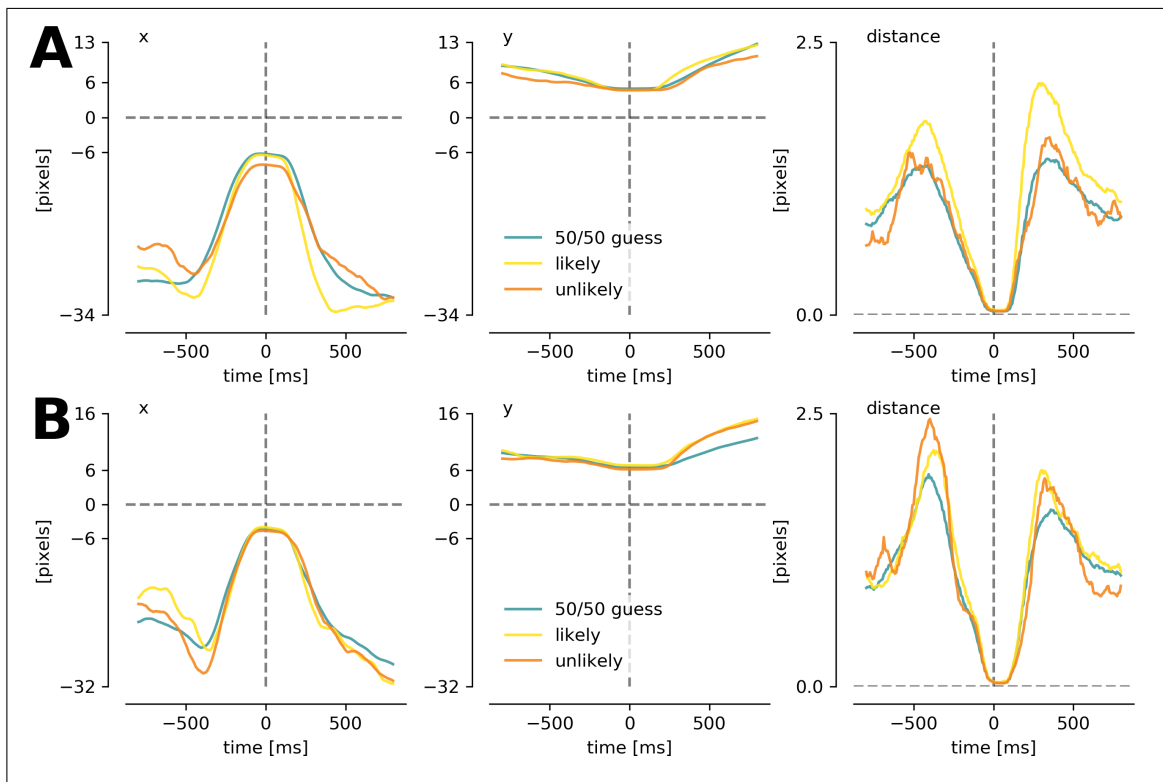 A
x
y
distance
13
6
0
−6
−34
[pixels]
−500 0 500
time [ms]
13
6
0
−34
50/50 guess
likely
unlikely
−500 0 500
time [ms]
2.5
0.0
[pixels]
−500 0 500
time [ms]
B
x
y
distance
16
6
0
−6
−32
[pixels]
−500 0 500
time [ms]
16
6
0
−6
−32
50/50 guess
likely
unlikely
−500 0 500
time [ms]
2.5
0.0
[pixels]
−500 0 500
time [ms]